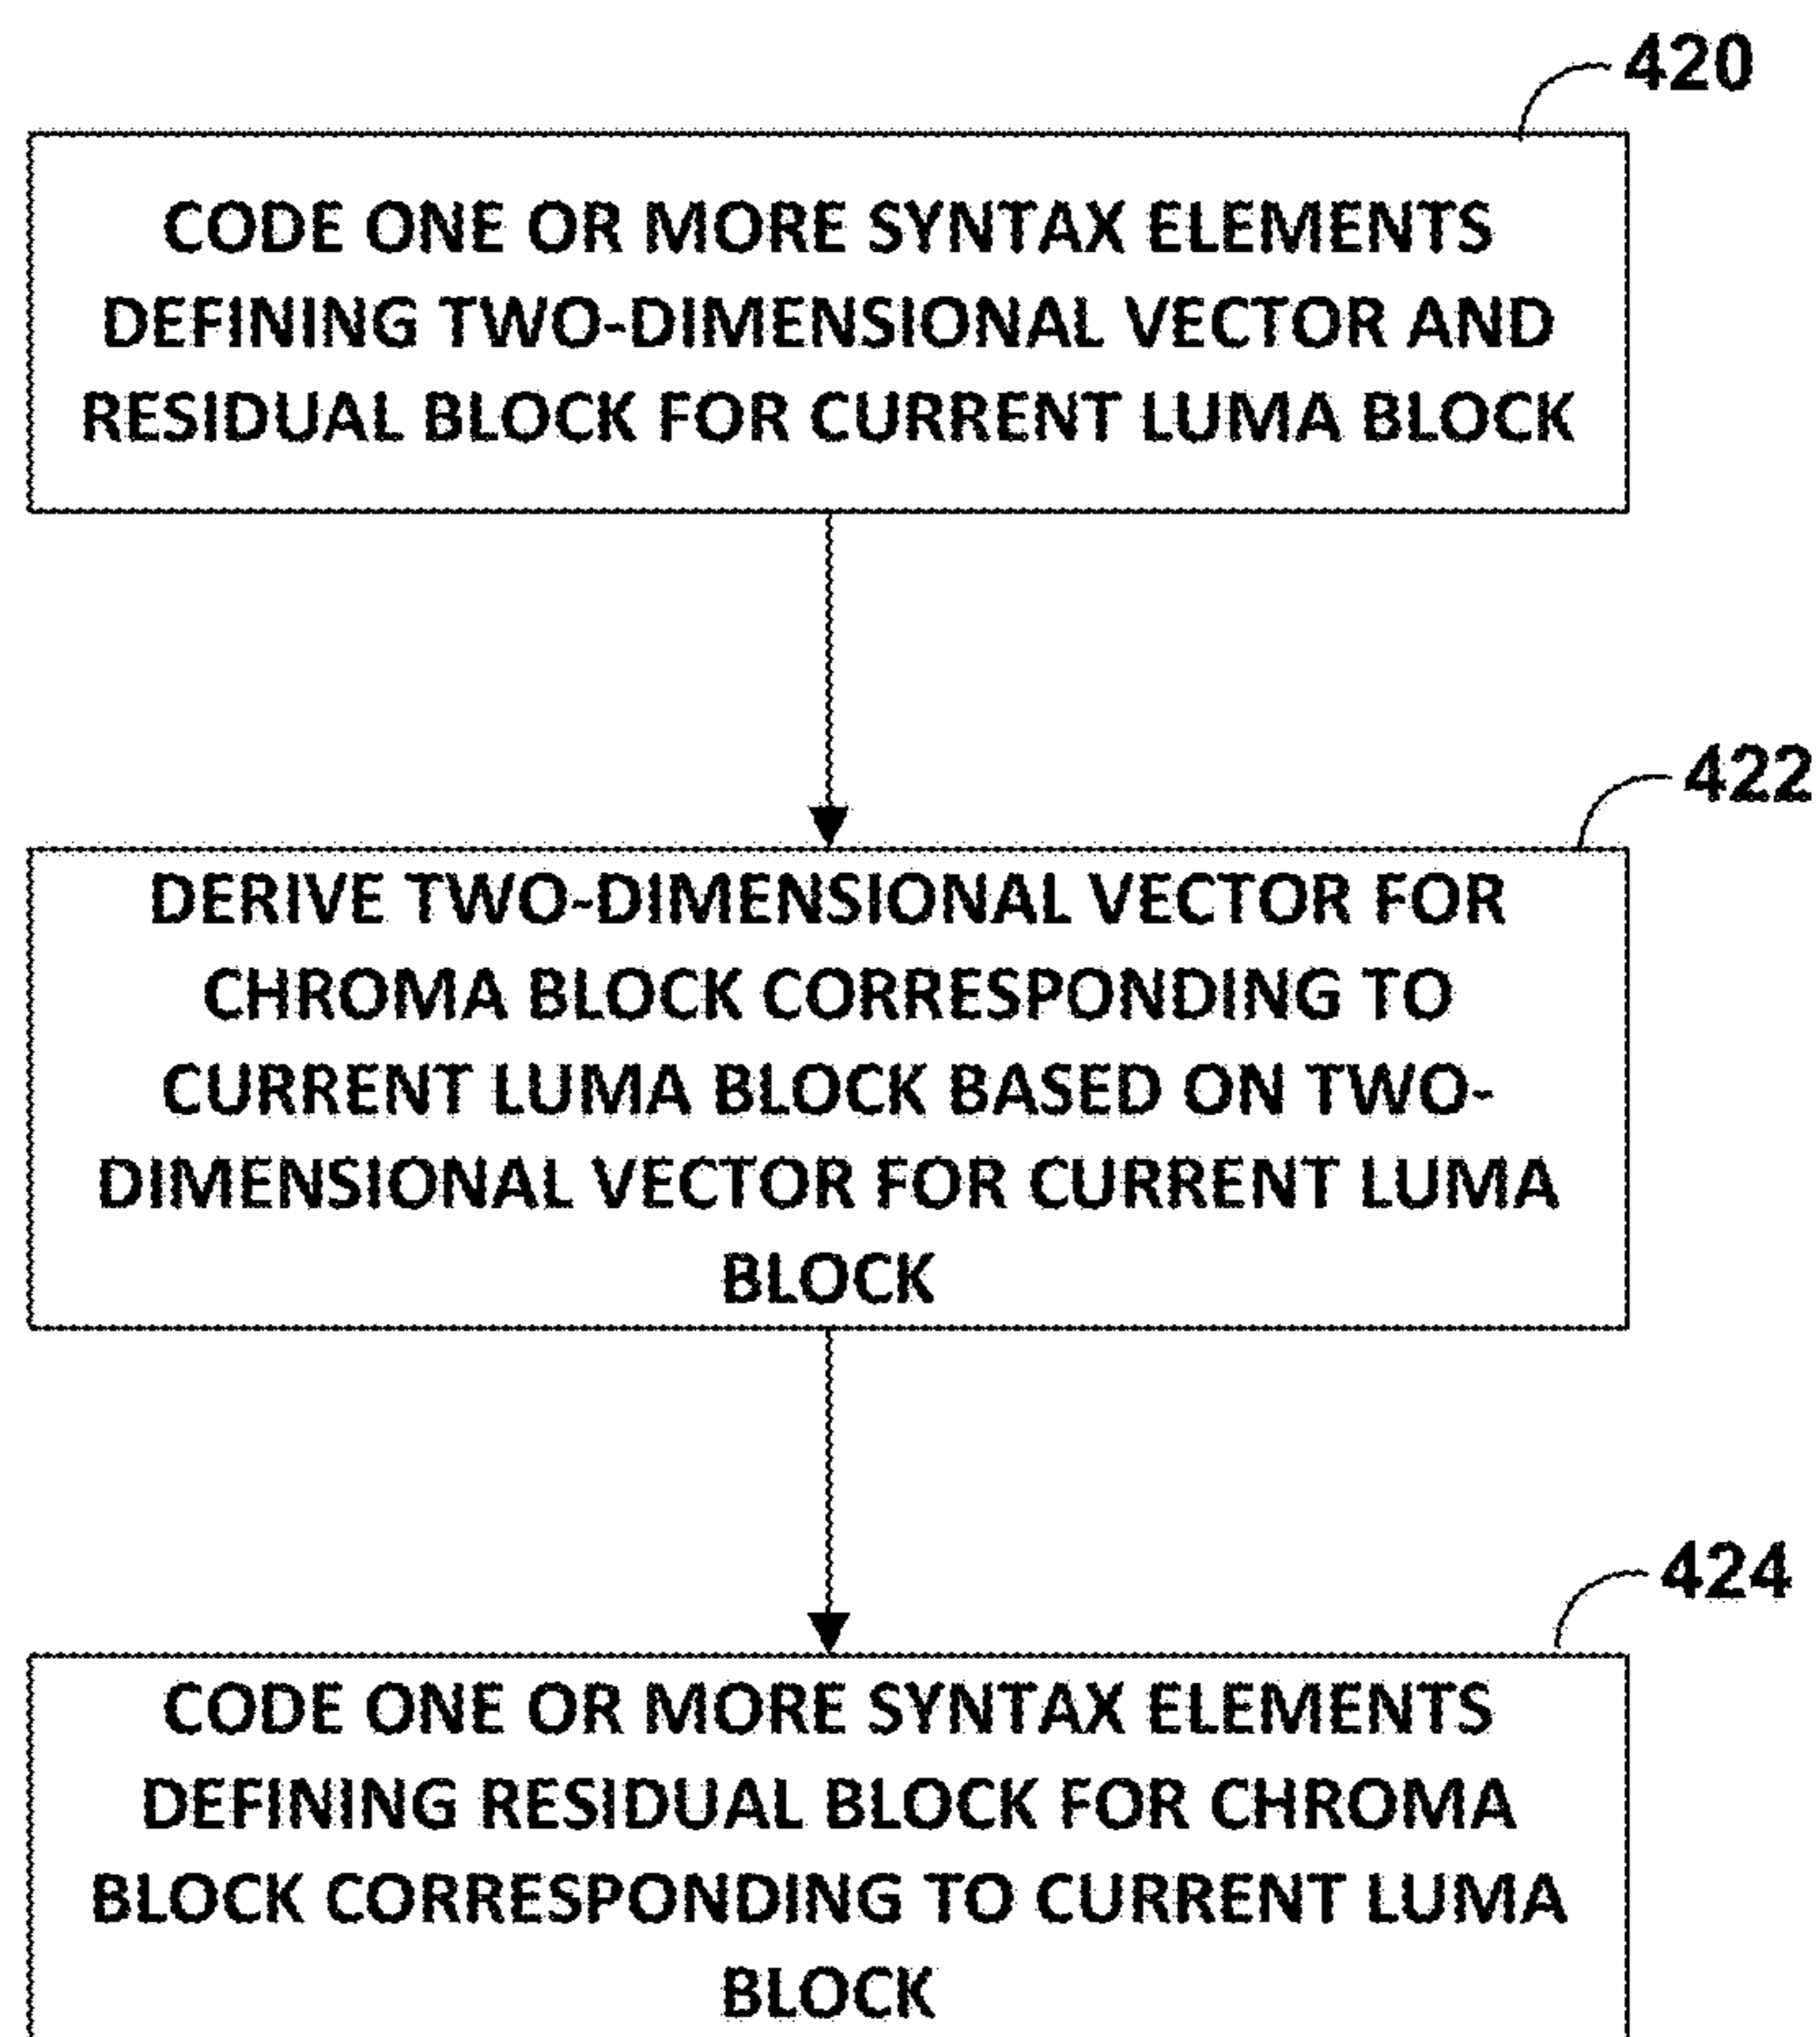 420
CODE ONE OR MORE SYNTAX ELEMENTS
DEFINING TWO-DIMENSIONAL VECTOR AND
RESIDUAL BLOCK FOR CURRENT LUMA BLOCK
422
DERIVE TWO-DIMENSIONAL VECTOR FOR
CHROMA BLOCK CORRESPONDING TO
CURRENT LUMA BLOCK BASED ON TWO-
DIMENSIONAL VECTOR FOR CURRENT LUMA
BLOCK
424
CODE ONE OR MORE SYNTAX ELEMENTS
DEFINING RESIDUAL BLOCK FOR CHROMA
BLOCK CORRESPONDING TO CURRENT LUMA
BLOCK